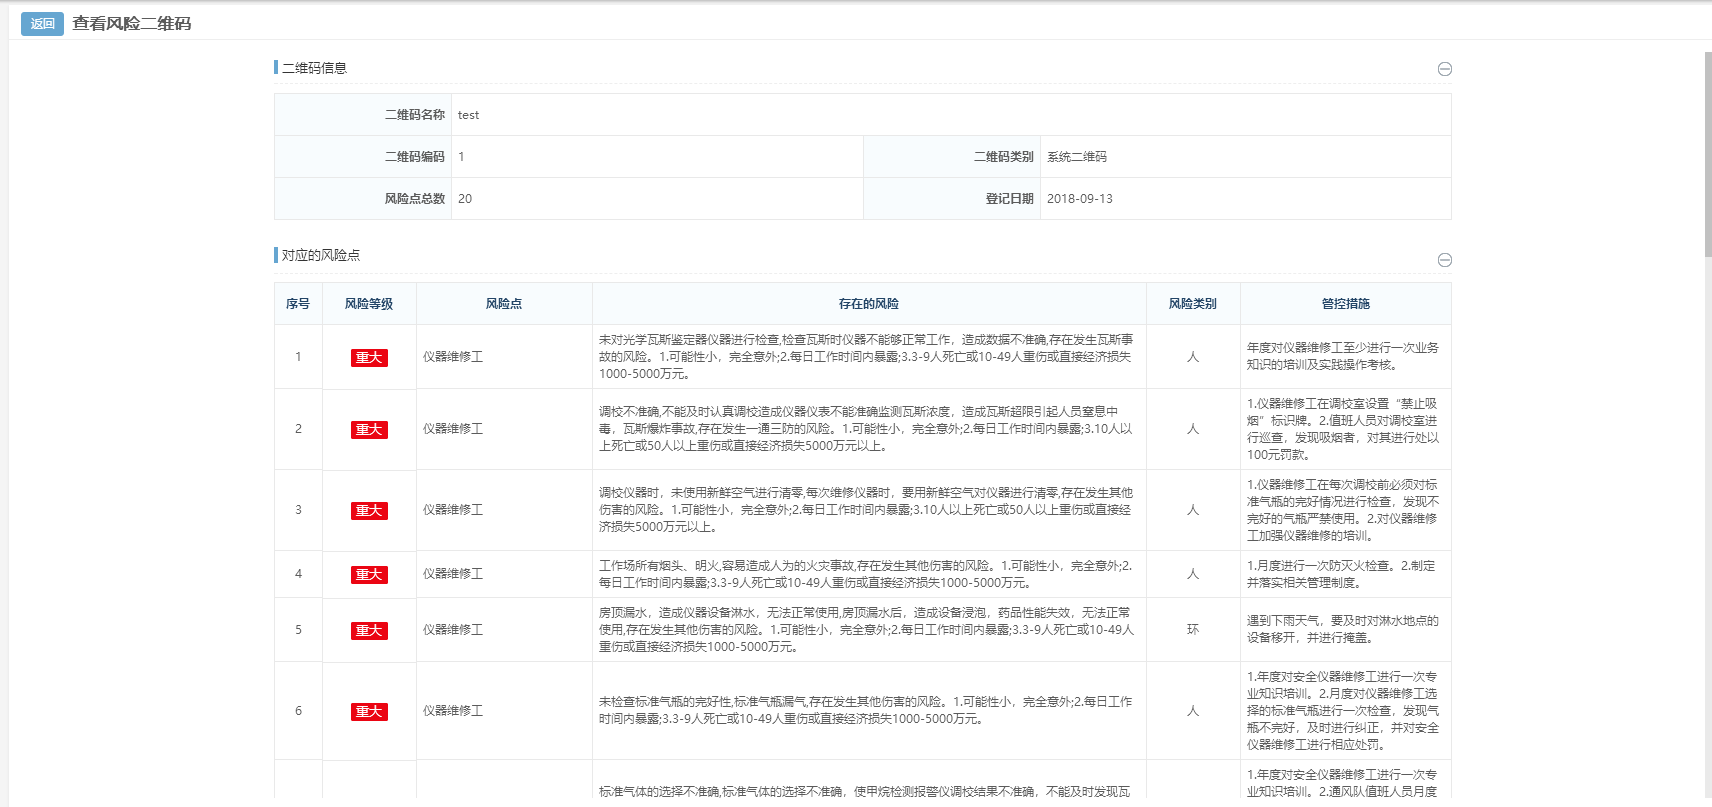 返回 查看风险二维码
二维码信息
二维码名称 test
二维码编码 1 二维码类别 系统二维码
风险点总数 20 登记日期 2018-09-13
对应的风险点
序号 风险等级 风险点 存在的风险 风险类别 管控措施
1 重大 仪器维修工
未对光学瓦斯鉴定器仪器进行检查,检查瓦斯时仪器不能够正常工作，造成数据不准确,存在发生瓦斯事
故的风险。1.可能性小，完全意外;2.每日工作时间内暴露;3.3-9人死亡或10-49人重伤或直接经济损失
1000-5000万元。
人
年度对仪器维修工至少进行一次业务
知识的培训及实践操作考核。
2 重大 仪器维修工
调校不准确,不能及时认真调校造成仪器仪表不能准确监测瓦斯浓度，造成瓦斯超限引起人员窒息中
毒，瓦斯爆炸事故,存在发生一通三防的风险。1.可能性小，完全意外;2.每日工作时间内暴露;3.10人以
上死亡或50人以上重伤或直接经济损失5000万元以上。
人
1.仪器维修工在调校室设置“禁止吸
烟”标识牌。2.值班人员对调校室进
行巡查，发现吸烟者，对其进行处以
100元罚款。
3 重大 仪器维修工
调校仪器时，未使用新鲜空气进行清零,每次维修仪器时，要用新鲜空气对仪器进行清零,存在发生其他
伤害的风险。1.可能性小，完全意外;2.每日工作时间内暴露;3.10人以上死亡或50人以上重伤或直接经
济损失5000万元以上。
人
1.仪器维修工在每次调校前必须对标
准气瓶的完好情况进行检查，发现不
完好的气瓶严禁使用。2.对仪器维修
工加强仪器维修的培训。
4 重大 仪器维修工
工作场所有烟头、明火,容易造成人为的火灾事故,存在发生其他伤害的风险。1.可能性小，完全意外;2.
每日工作时间内暴露;3.3-9人死亡或10-49人重伤或直接经济损失1000-5000万元。
人
1.月度进行一次防灭火检查。2.制定
并落实相关管理制度。
5 重大 仪器维修工
房顶漏水，造成仪器设备淋水，无法正常使用,房顶漏水后，造成设备浸泡，药品性能失效，无法正常
使用,存在发生其他伤害的风险。1.可能性小，完全意外;2.每日工作时间内暴露;3.3-9人死亡或10-49人
重伤或直接经济损失1000-5000万元。
环
遇到下雨天气，要及时对淋水地点的
设备移开，并进行掩盖。
6 重大 仪器维修工
未检查标准气瓶的完好性,标准气瓶漏气,存在发生其他伤害的风险。1.可能性小，完全意外;2.每日工作
时间内暴露;3.3-9人死亡或10-49人重伤或直接经济损失1000-5000万元。
人
1.年度对安全仪器维修工进行一次专
业知识培训。2.月度对仪器维修工选
择的标准气瓶进行一次检查，发现气
瓶不完好，及时进行纠正，并对安全
仪器维修工进行相应处罚。
标准气体的选择不准确,标准气体的选择不准确，使甲烷检测报警仪调校结果不准确，不能及时发现瓦
1.年度对安全仪器维修工进行一次专
业知识培训。2.通风队值班人员月度